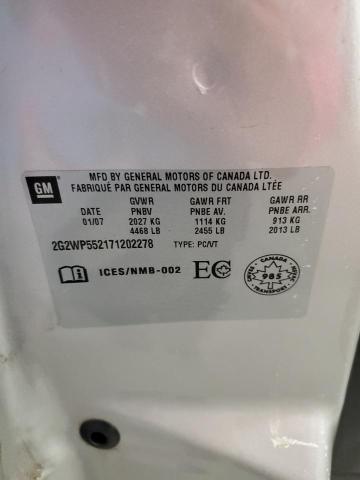 MFD BY GENERAL MOTORS OF CANADA LTD.
FABRIQUÉ PAR GENERAL MOTORS DU CANADA LTÉE
GM
GVWR GAWR FRT GAWR RR
DATE PNBV PNBE AV. PNBE ARR.
01/07 2027 KG 1114 KG 913 KG
4468 LB 2455 LB 2013 LB
2G2WP552171202278 TYPE: PC/VT
ICES/NMB-002 EC
CANADA
985
TRANSPORT